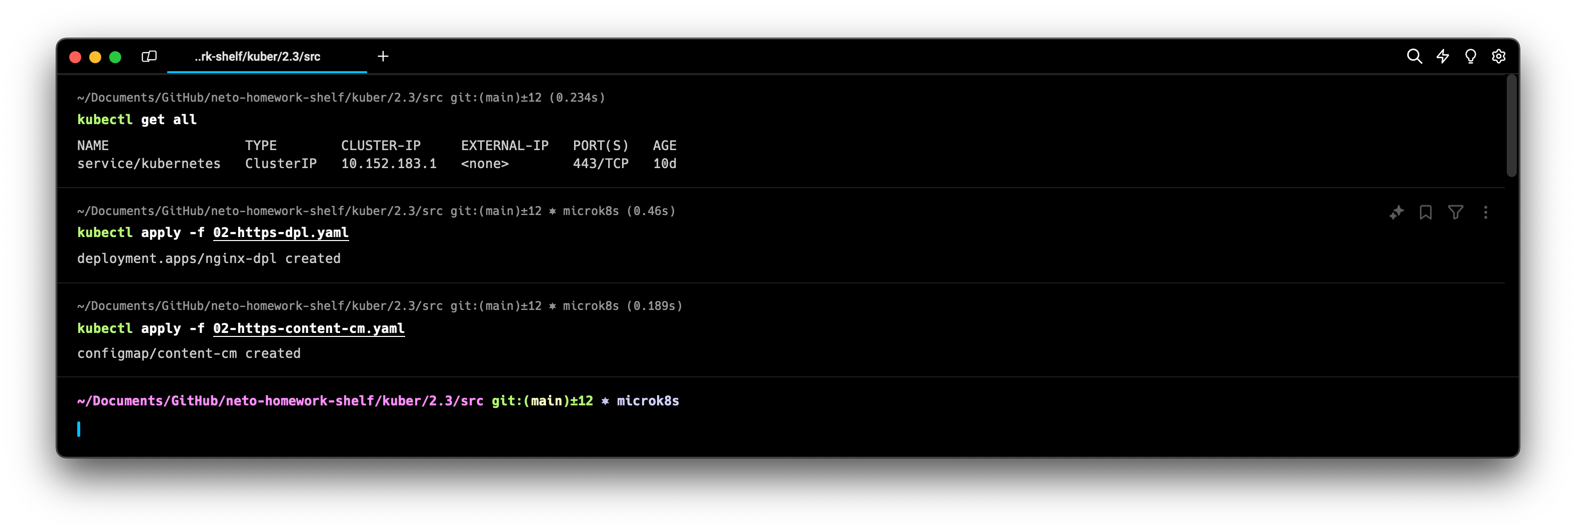 ..rk-shelf/kuber/2.3/src
~/Documents/GitHub/neto-homework-shelf/kuber/2.3/src git:(main)±12 (0.234s)
kubectl get all
NAME TYPE CLUSTER-IP EXTERNAL-IP PORT(S) AGE
service/kubernetes ClusterIP 10.152.183.1 <none> 443/TCP 10d
~/Documents/GitHub/neto-homework-shelf/kuber/2.3/src git:(main)±12 ⎈ microk8s (0.46s)
kubectl apply -f 02-https-dpl.yaml
deployment.apps/nginx-dpl created
~/Documents/GitHub/neto-homework-shelf/kuber/2.3/src git:(main)±12 ⎈ microk8s (0.189s)
kubectl apply -f 02-https-content-cm.yaml
configmap/content-cm created
~/Documents/GitHub/neto-homework-shelf/kuber/2.3/src git:(main)±12 ⎈ microk8s